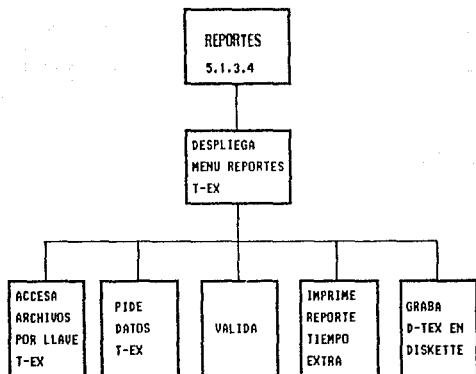 REPORTES
5.1.3.4
DESPLIEGA
MENU REPORTES
T-EX
ACCESA
ARCHIVOS
POR LLAVE
T-EX
PIDE
DATOS
T-EX
VALIDA
IMPRIME
REPORTE
TIEMPO
EXTRA
GRABA
D-TEX EN
DISKETTE